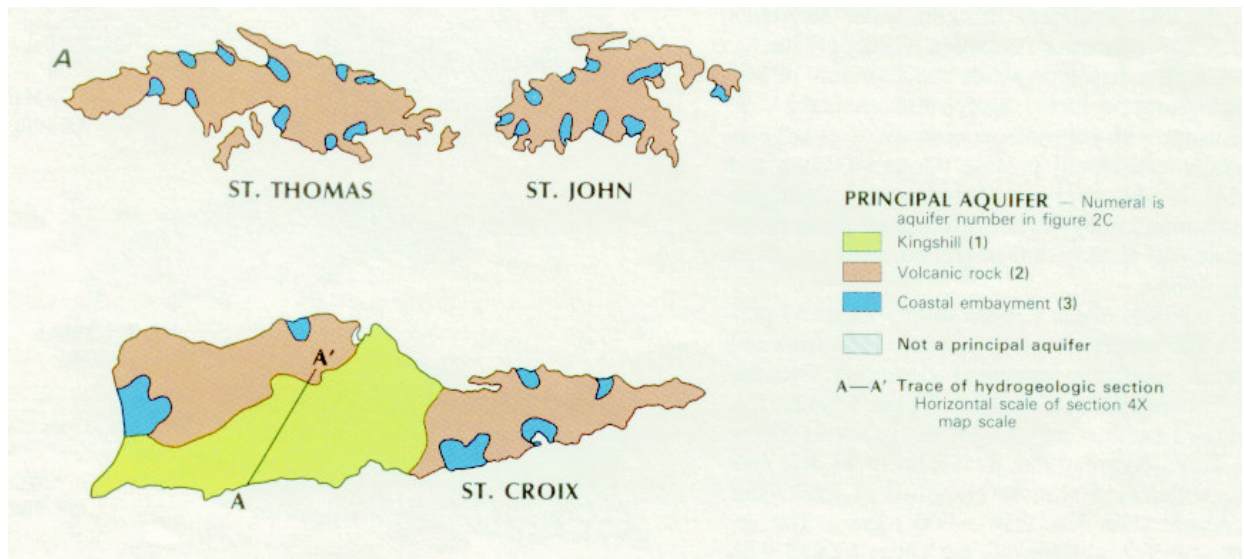 A
ST. THOMAS
ST. JOHN
PRINCIPAL AQUIFER — Numeral is
aquifer number in figure 2C
Kingshill (1)
Volcanic rock (2)
Coastal embayment (3)
Not a principal aquifer
A—A' Trace of hydrogeologic section
Horizontal scale of section 4X
map scale
A'
A
ST. CROIX